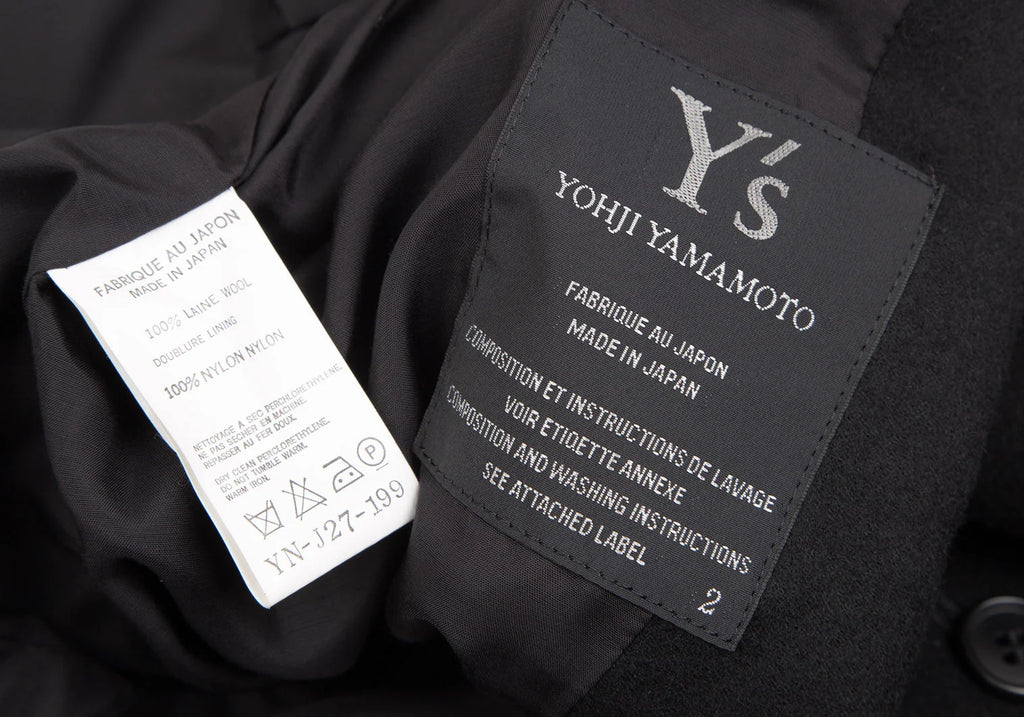 FABRIQUE AU JAPON
MADE IN JAPAN
100% LAINE WOOL
DOUBLURE LINING
100% NYLON NYLON
NETTOYAGE A SEC PERCHLORETHYLENE.
NE PAS SECHER EN MACHINE.
REPASSER AU FER DOUX.
DRY CLEAN PERCLORETHYLENE.
DO NOT TUMBLE WARM.
WARM IRON.
P
YN-J27-199
Y's
YOHJI YAMAMOTO
FABRIQUE AU JAPON
MADE IN JAPAN
COMPOSITION ET INSTRUCTIONS DE LAVAGE
VOIR ETIQETTE ANNEXE
COMPOSITION AND WASHING INSTRUCTIONS
SEE ATTACHED LABEL
2